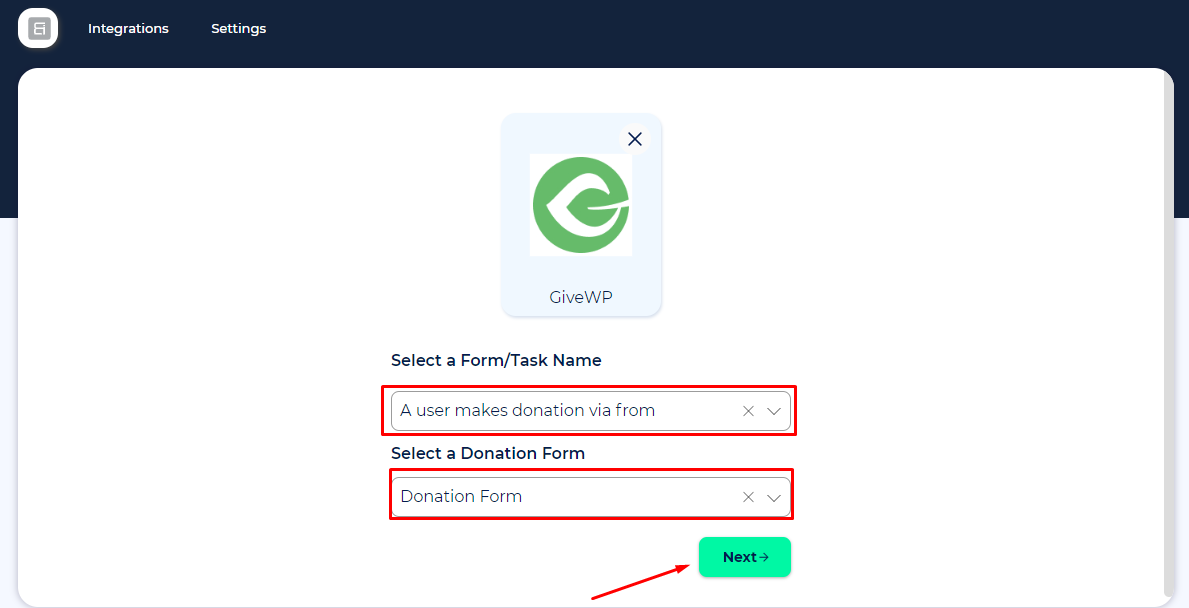 Integrations Settings
GiveWP
Select a Form/Task Name
A user makes donation via from
Select a Donation Form
Donation Form
Next→